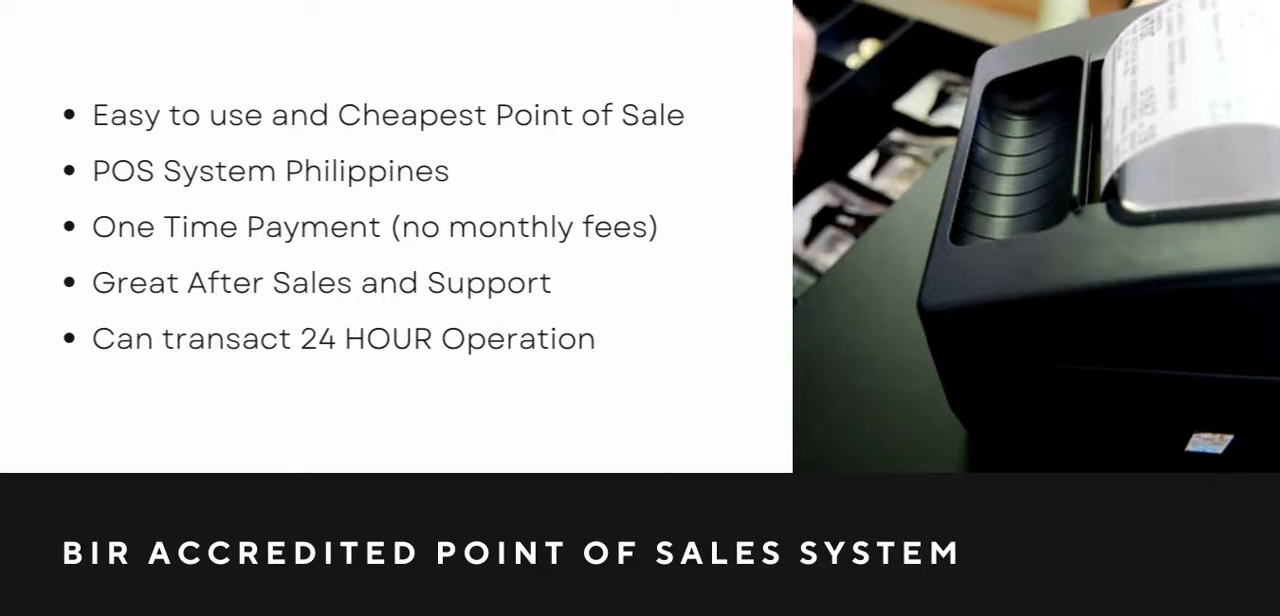 Easy to use and Cheapest Point of Sale
POS System Philippines
One Time Payment (no monthly fees)
Great After Sales and Support
Can transact 24 HOUR Operation
BIR ACCREDITED POINT OF SALES SYSTEM